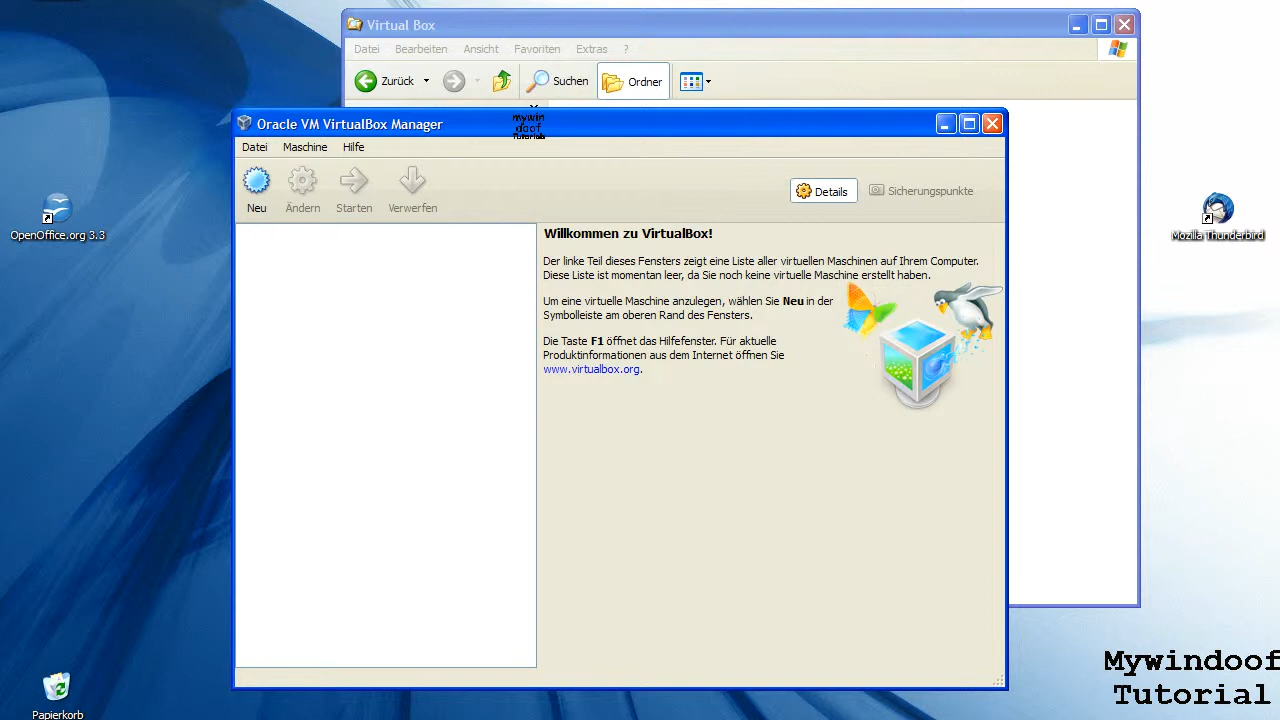 Virtual Box
Datei Bearbeiten Ansicht Favoriten Extras ?
Zurück Suchen Ordner
Oracle VM VirtualBox Manager
mywin
doof
Tutorials
Datei Maschine Hilfe
Neu Ändern Starten Verwerfen
Details Sicherungspunkte
Willkommen zu VirtualBox!
Der linke Teil dieses Fensters zeigt eine Liste aller virtuellen Maschinen auf Ihrem Computer.
Diese Liste ist momentan leer, da Sie noch keine virtuelle Maschine erstellt haben.
Um eine virtuelle Maschine anzulegen, wählen Sie Neu in der
Symbolleiste am oberen Rand des Fensters.
Die Taste F1 öffnet das Hilfefenster. Für aktuelle
Produktinformationen aus dem Internet öffnen Sie
www.virtualbox.org.
OpenOffice.org 3.3
Mozilla Thunderbird
Papierkorb
Mywindoof
Tutorial